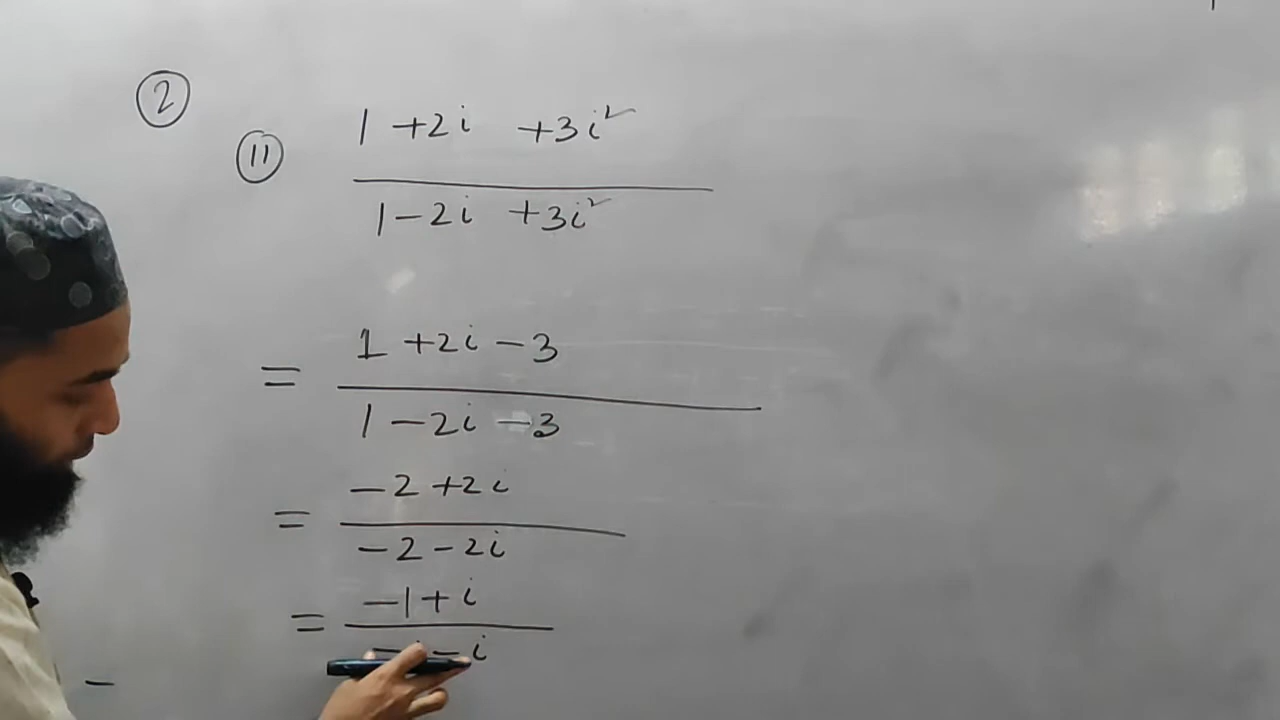 ②
⑪ 1 + 2i + 3i²
1 - 2i + 3i²
= 1 + 2i - 3
1 - 2i - 3
= -2 + 2i
-2 - 2i
= -1 + i
- - i
-